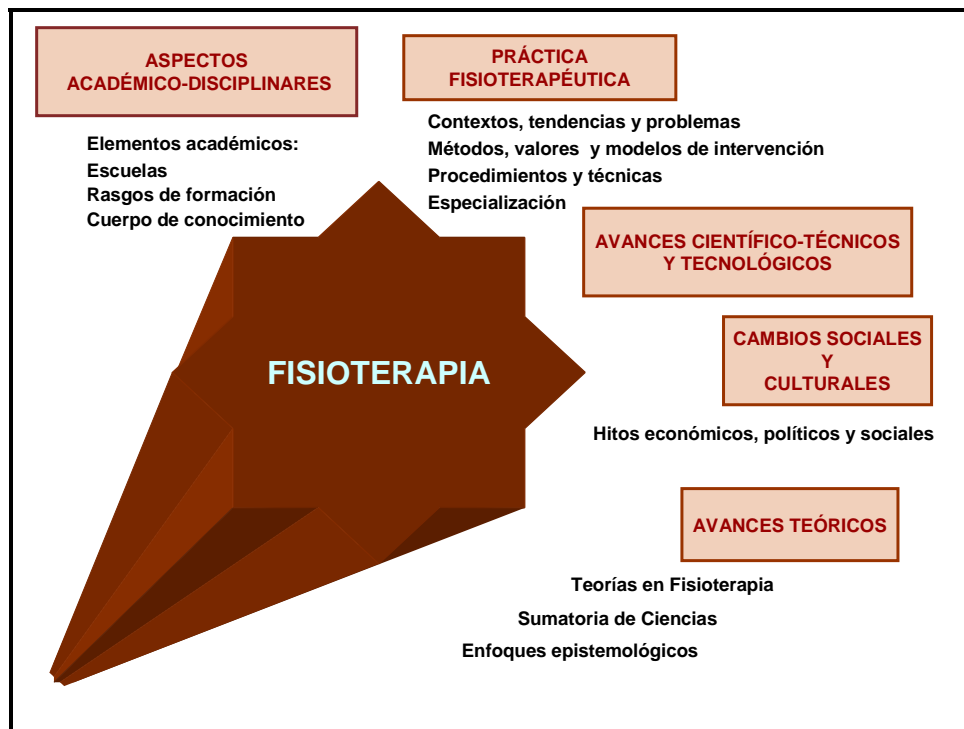 ASPECTOS
ACADÉMICO-DISCIPLINARES
Elementos académicos:
Escuelas
Rasgos de formación
Cuerpo de conocimiento
PRÁCTICA
FISIOTERAPÉUTICA
Contextos, tendencias y problemas
Métodos, valores y modelos de intervención
Procedimientos y técnicas
Especialización
AVANCES CIENTÍFICO-TÉCNICOS
Y TECNOLÓGICOS
CAMBIOS SOCIALES
Y
CULTURALES
Hitos económicos, políticos y sociales
FISIOTERAPIA
AVANCES TEÓRICOS
Teorías en Fisioterapia
Sumatoria de Ciencias
Enfoques epistemológicos